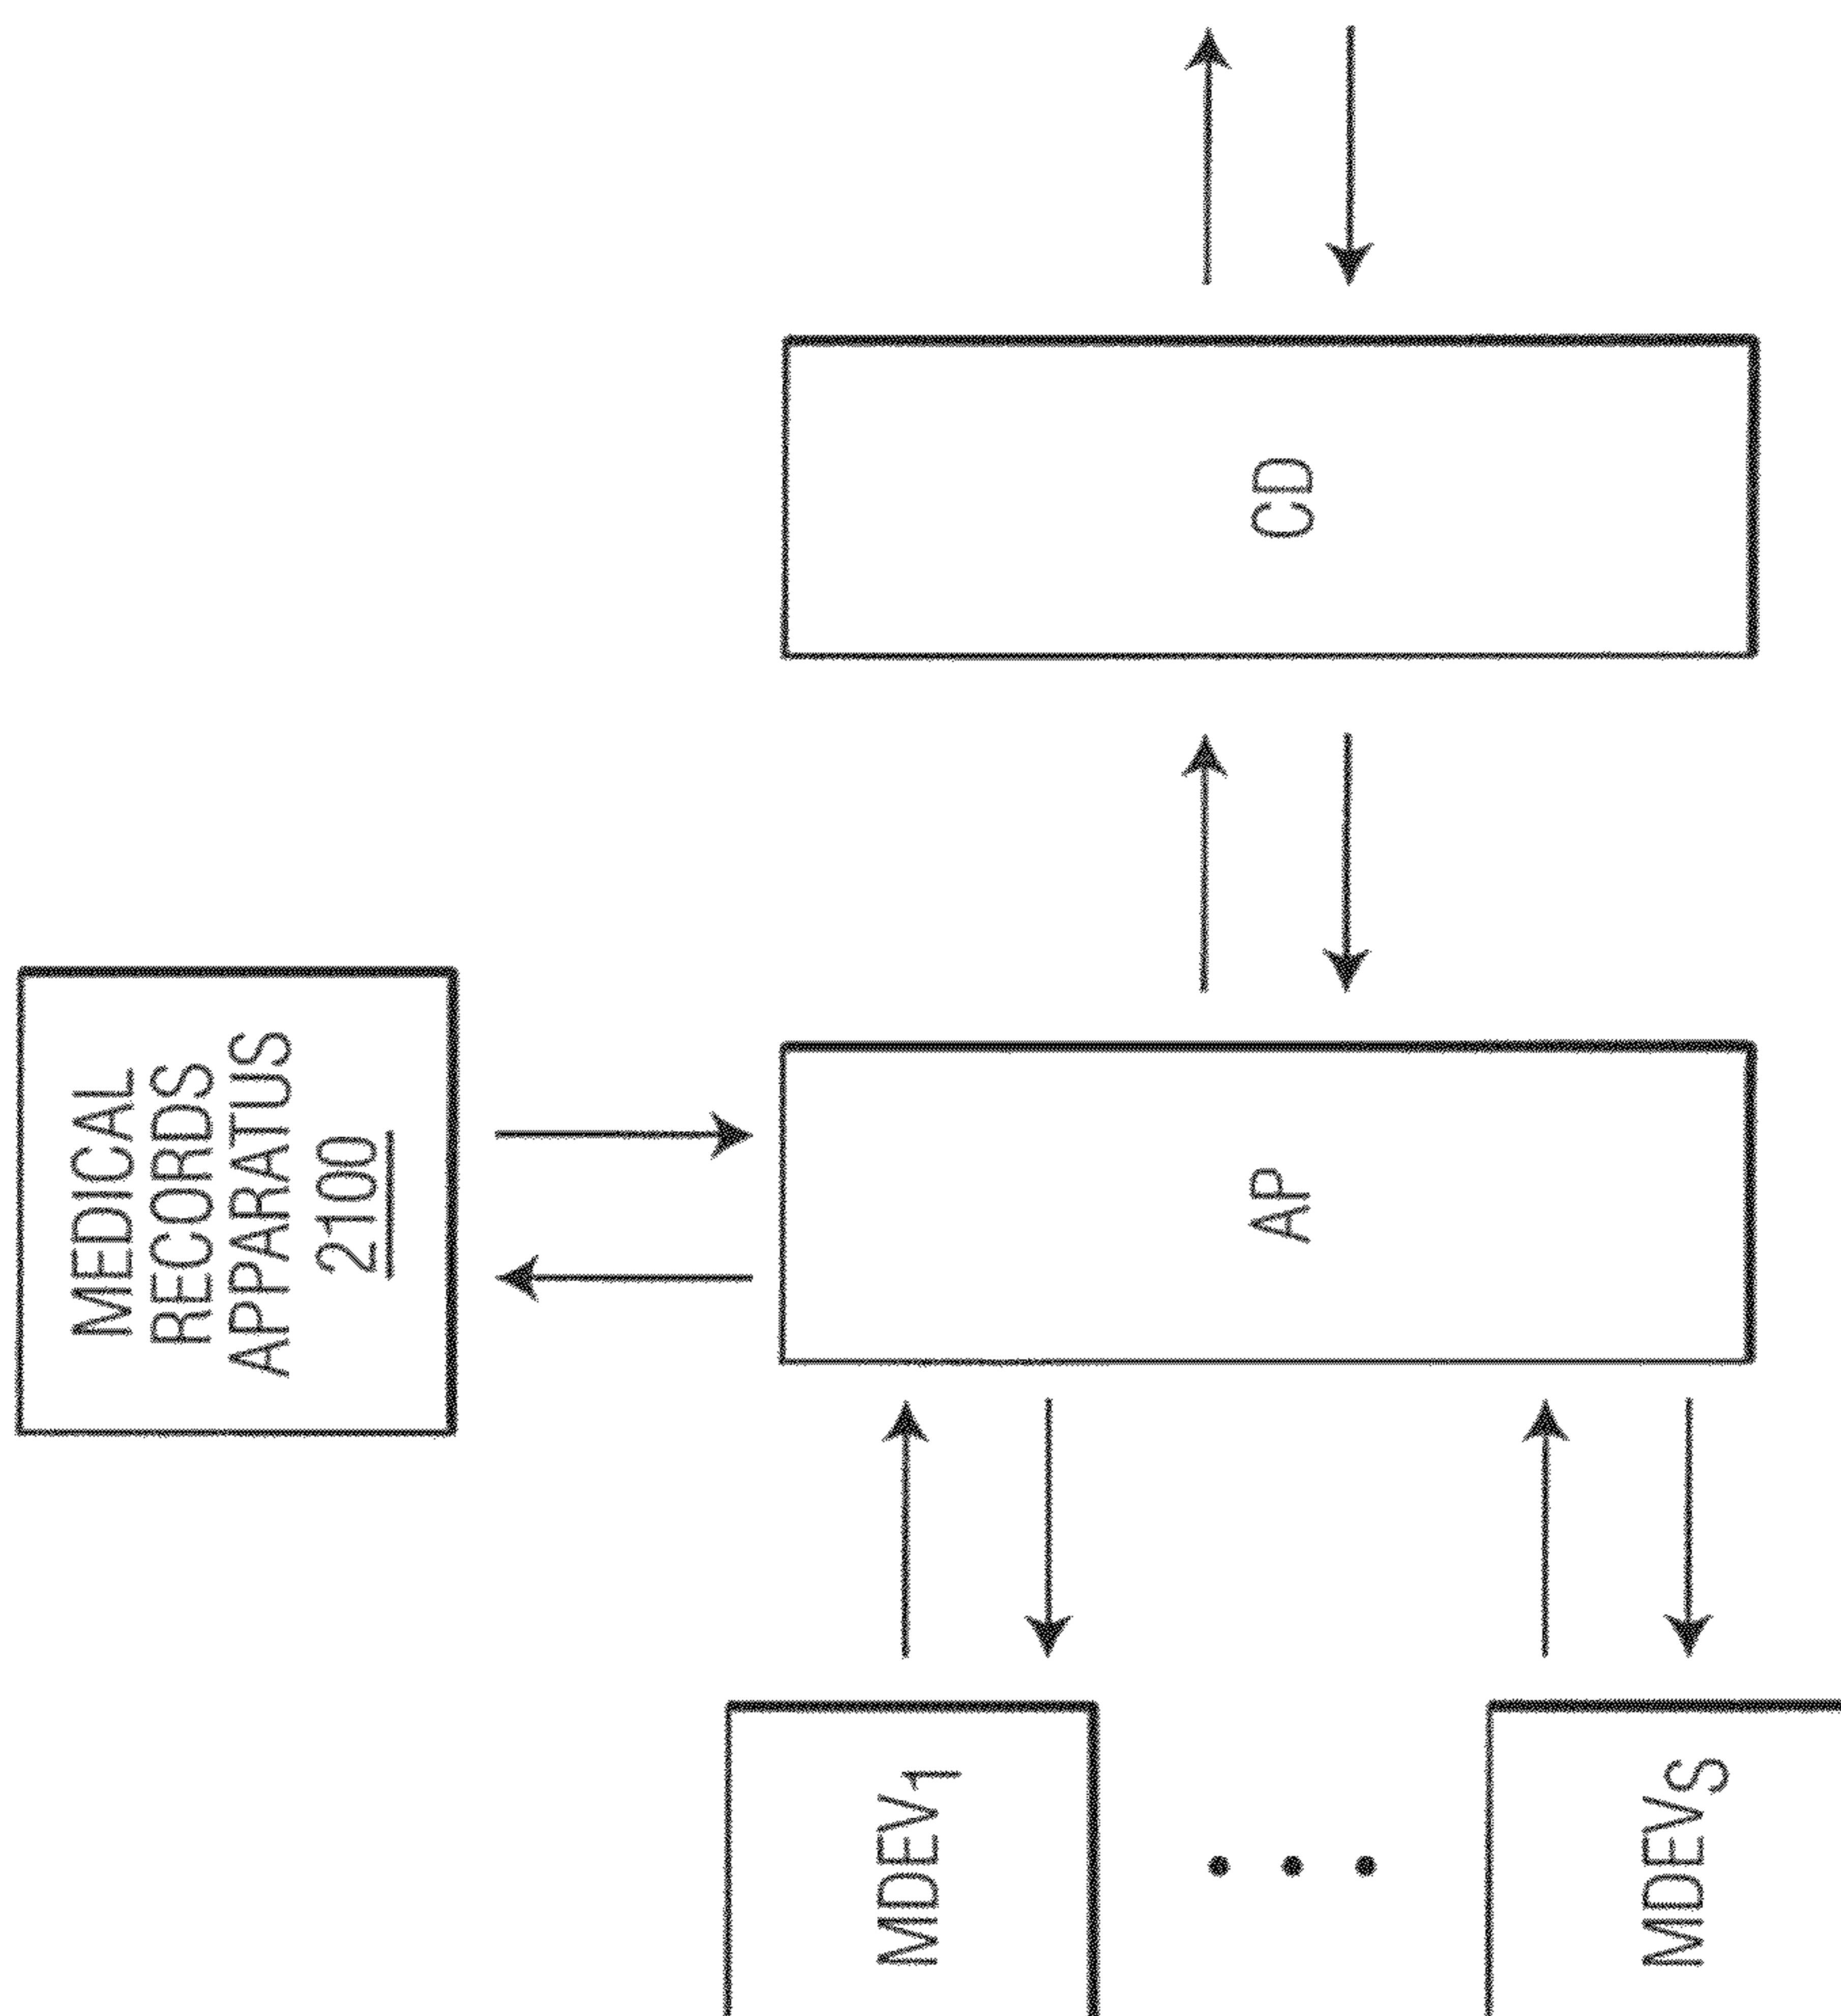 MEDICAL
RECORDS
APPARATUS
2100
MDEV1
AP
CD
MDEVS